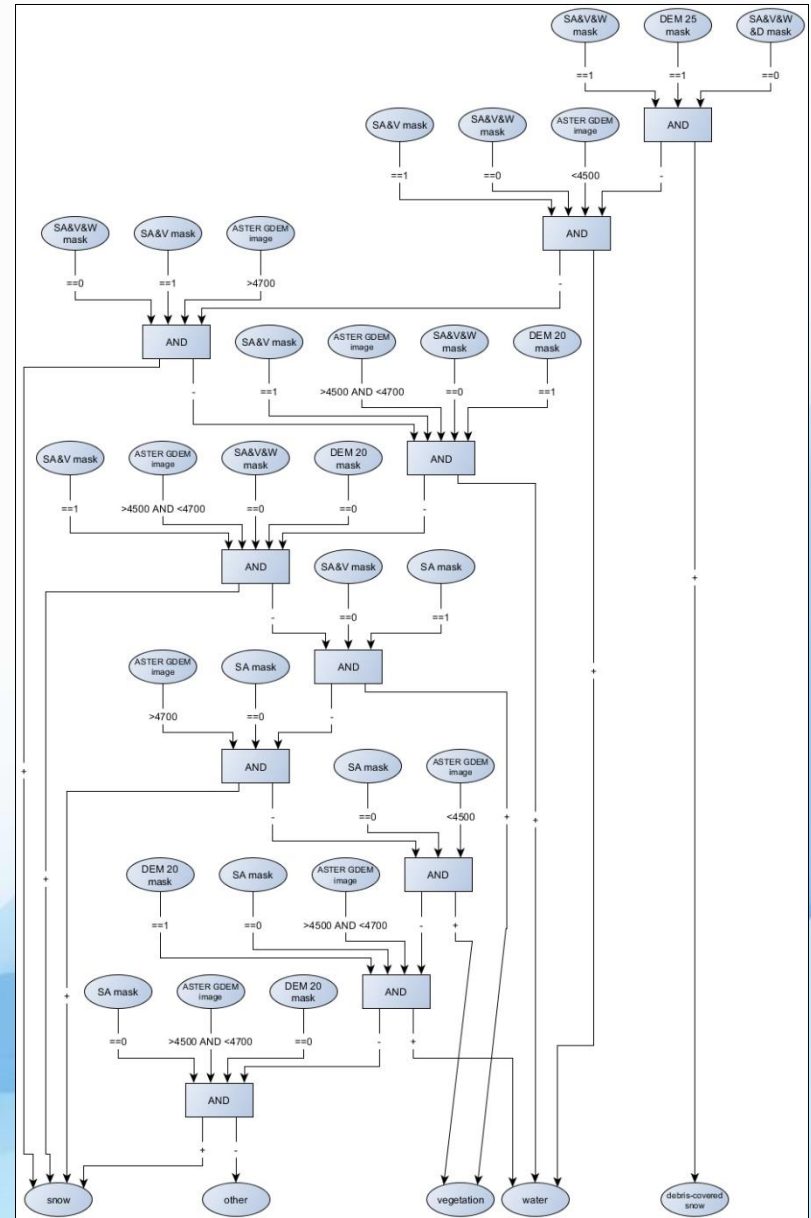 SA&V&W
mask
DEM 25
mask
SA&V&W
&D mask
==1
==1
==0
SA&V mask
SA&V&W
mask
ASTER GDEM
image
AND
==1
==0
<4500
-
SA&V&W
mask
SA&V mask
ASTER GDEM
image
AND
==0
==1
>4700
-
AND
SA&V mask
ASTER GDEM
image
SA&V&W
mask
DEM 20
mask
-
==1
>4500 AND <4700
==0
==1
SA&V mask
ASTER GDEM
image
SA&V&W
mask
DEM 20
mask
AND
==1
>4500 AND <4700
==0
==0
-
AND
SA&V mask
SA mask
+
-
==0
==1
ASTER GDEM
image
SA mask
AND
+
>4700
==0
-
AND
SA mask
ASTER GDEM
image
+
-
==0
<4500
+
+
DEM 20
mask
SA mask
ASTER GDEM
image
AND
+
==1
==0
>4500 AND <4700
-
+
SA mask
ASTER GDEM
image
DEM 20
mask
AND
+
==0
>4500 AND <4700
==0
-
+
AND
+
-
snow
other
vegetation
water
debris-covered
snow